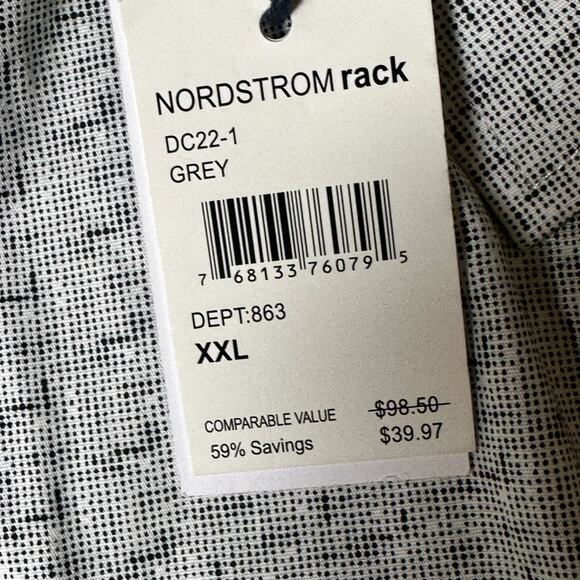 NORDSTROM rack
DC22-1
GREY
7 68133 76079 5
DEPT:863
XXL
COMPARABLE VALUE $98.50
59% Savings $39.97